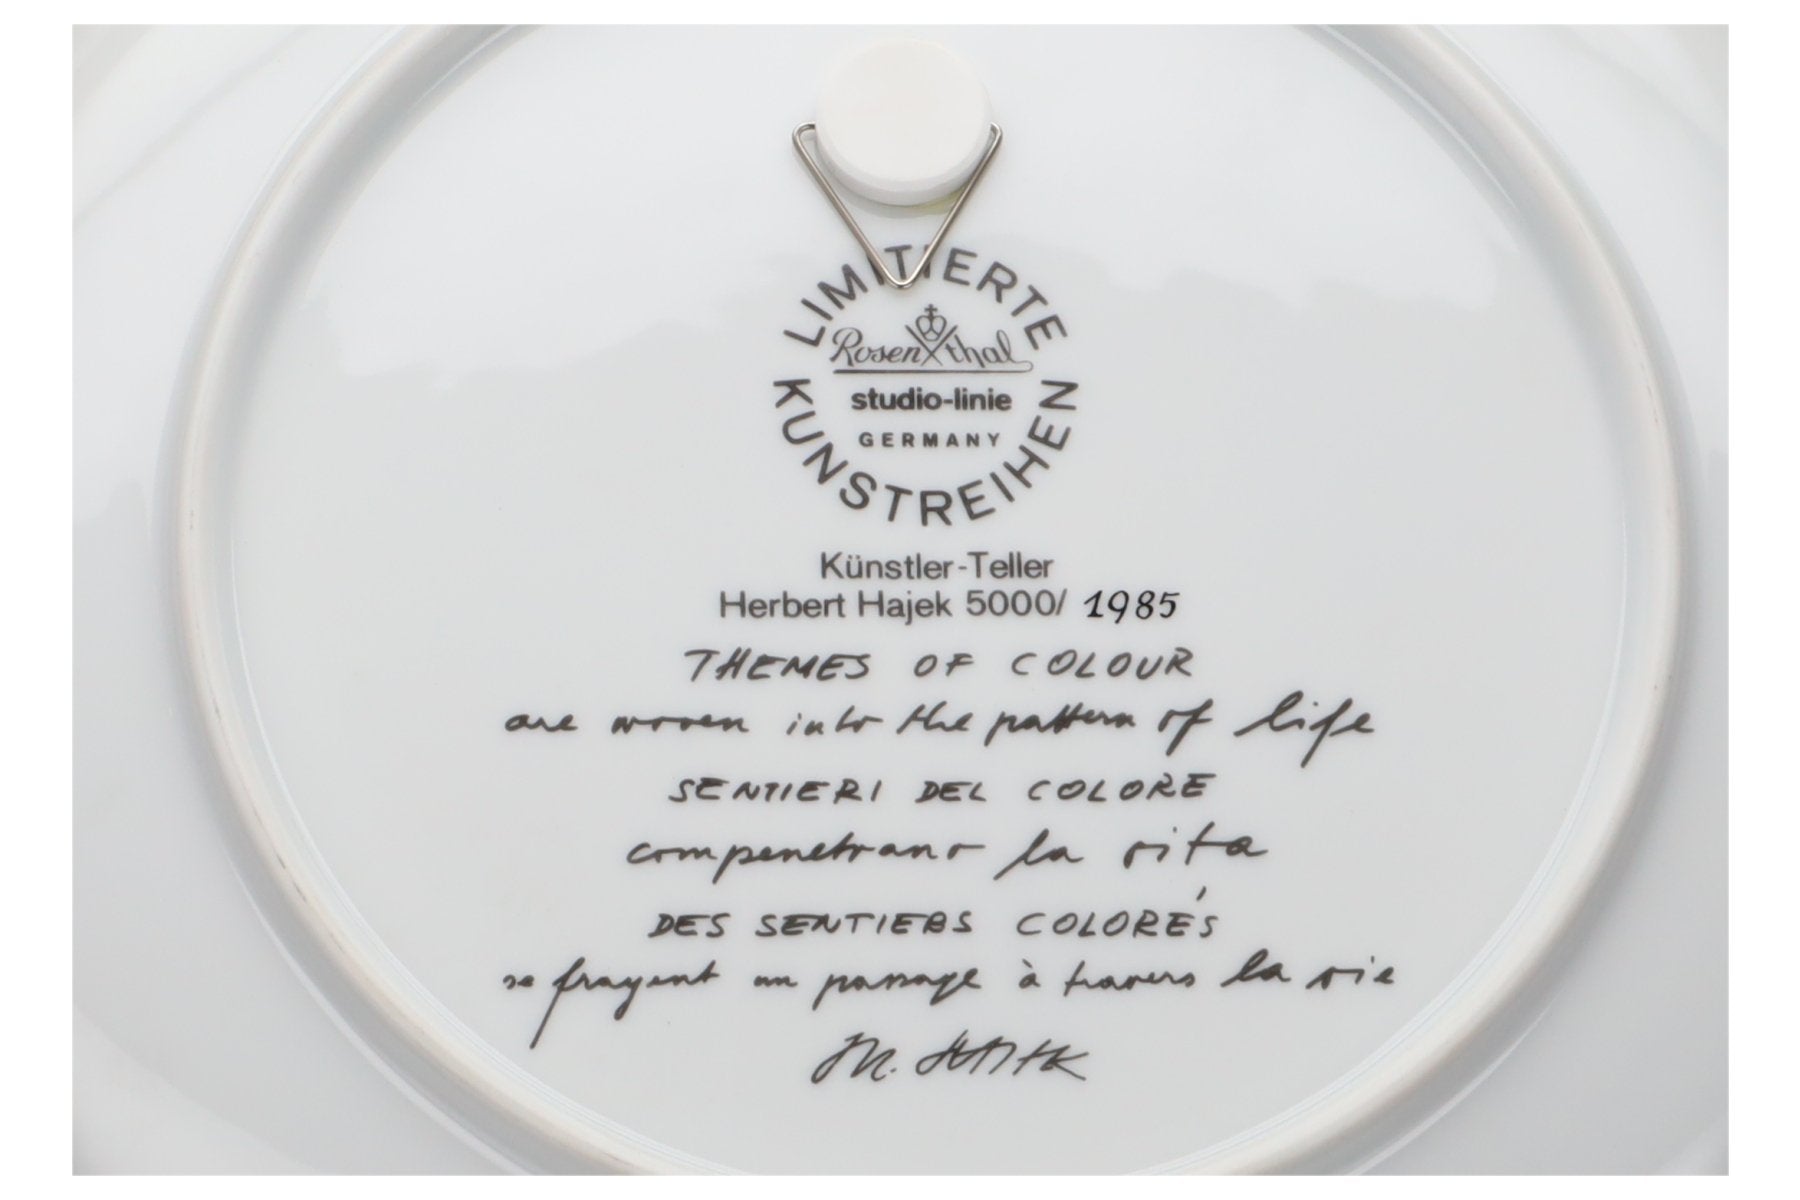 LIMITIERTE
Rosenthal
studio-linie
GERMANY
KUNSTREIHEN
Künstler-Teller
Herbert Hajek 5000/ 1985
THEMES OF COLOUR
are woven into the pattern of life
SENTIERI DEL COLORE
compenetrano la vita
DES SENTIERS COLORÉS
se frayent un passage à travers la vie